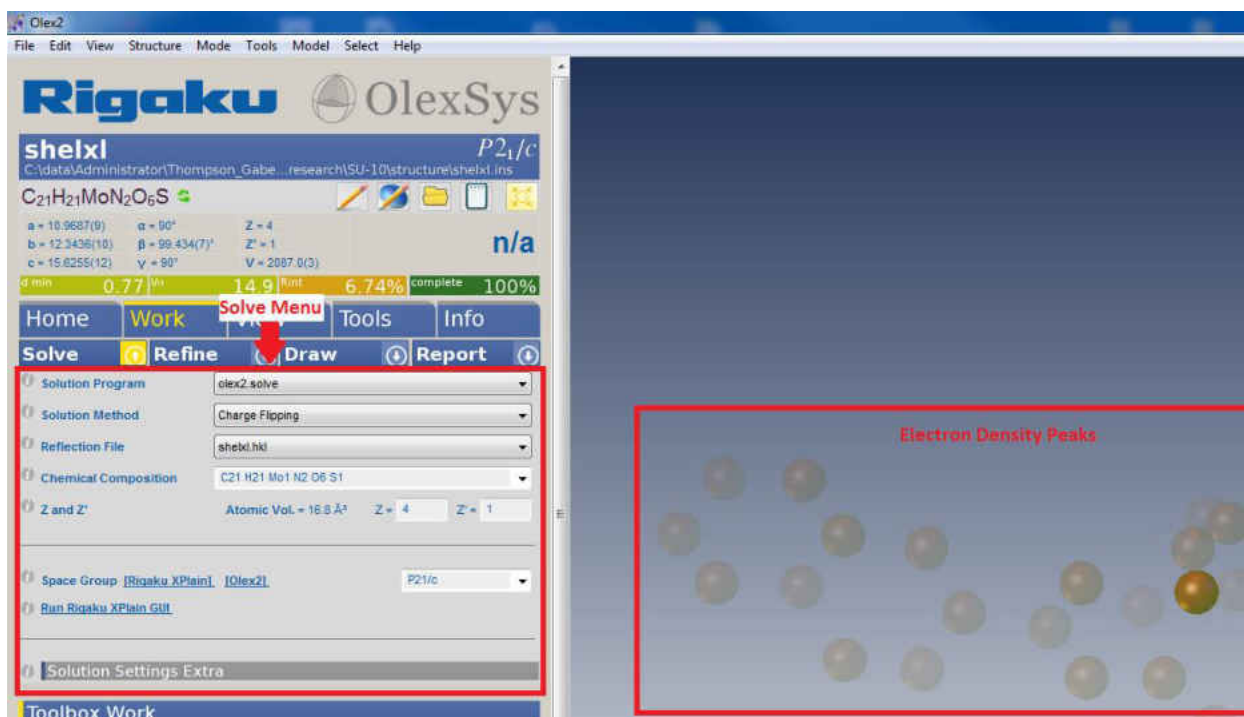 Olex2
File Edit View Structure Mode Tools Model Select Help
Rigaku OlexSys
shelxl P2₁/c
C:\data\Administrator\Thompson_Gabe...research\SU-10\structure\shelxl.ins
C₂₁H₂₁MoN₂O₆S
a = 10.9687(9) α = 90° Z = 4
b = 12.3436(10) β = 99.434(7)° Z' = 1 n/a
c = 15.6255(12) γ = 90° V = 2087.0(3)
d min 0.77 14.9 Rint 6.74% complete 100%
Solve Menu
Home Work Tools Info
Solve Refine Draw Report
Solution Program olex2.solve
Solution Method Charge Flipping
Reflection File shelxl.hkl
Chemical Composition C21 H21 Mo1 N2 O6 S1
Z and Z' Atomic Vol. = 16.8 Å³ Z = 4 Z' = 1
Space Group [Rigaku XPlain] [Olex2] P21/c
Run Rigaku XPlain GUI
Solution Settings Extra
Toolbox Work
Electron Density Peaks